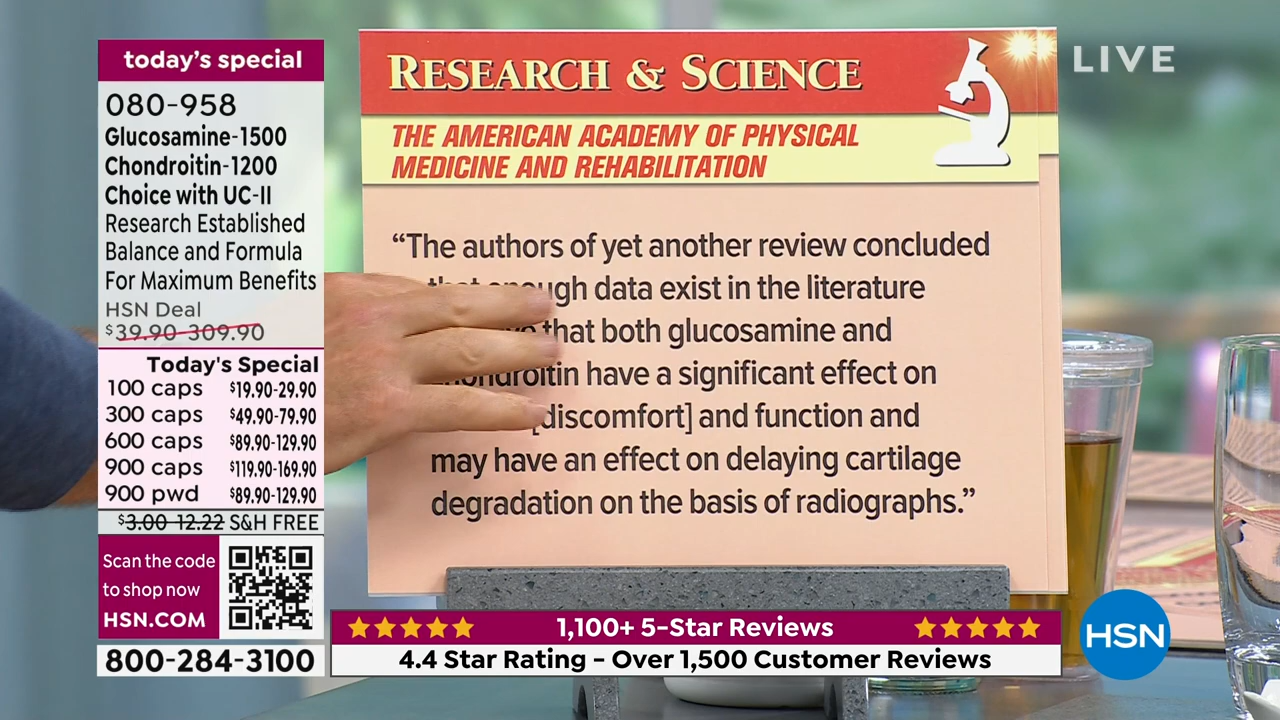 today's special
080-958
Glucosamine-1500
Chondroitin-1200
Choice with UC-II
Research Established
Balance and Formula
For Maximum Benefits
HSN Deal
$39.90-309.90
Today's Special
100 caps $19.90-29.90
300 caps $49.90-79.90
600 caps $89.90-129.90
900 caps $119.90-169.90
900 pwd $89.90-129.90
$3.00-12.22 S&H FREE
Scan the code
to shop now
HSN.COM
800-284-3100
RESEARCH & SCIENCE
THE AMERICAN ACADEMY OF PHYSICAL
MEDICINE AND REHABILITATION
“The authors of yet another review concluded
that enough data exist in the literature
that both glucosamine and
chondroitin have a significant effect on
[discomfort] and function and
may have an effect on delaying cartilage
degradation on the basis of radiographs.”
LIVE
1,100+ 5-Star Reviews
4.4 Star Rating – Over 1,500 Customer Reviews
HSN